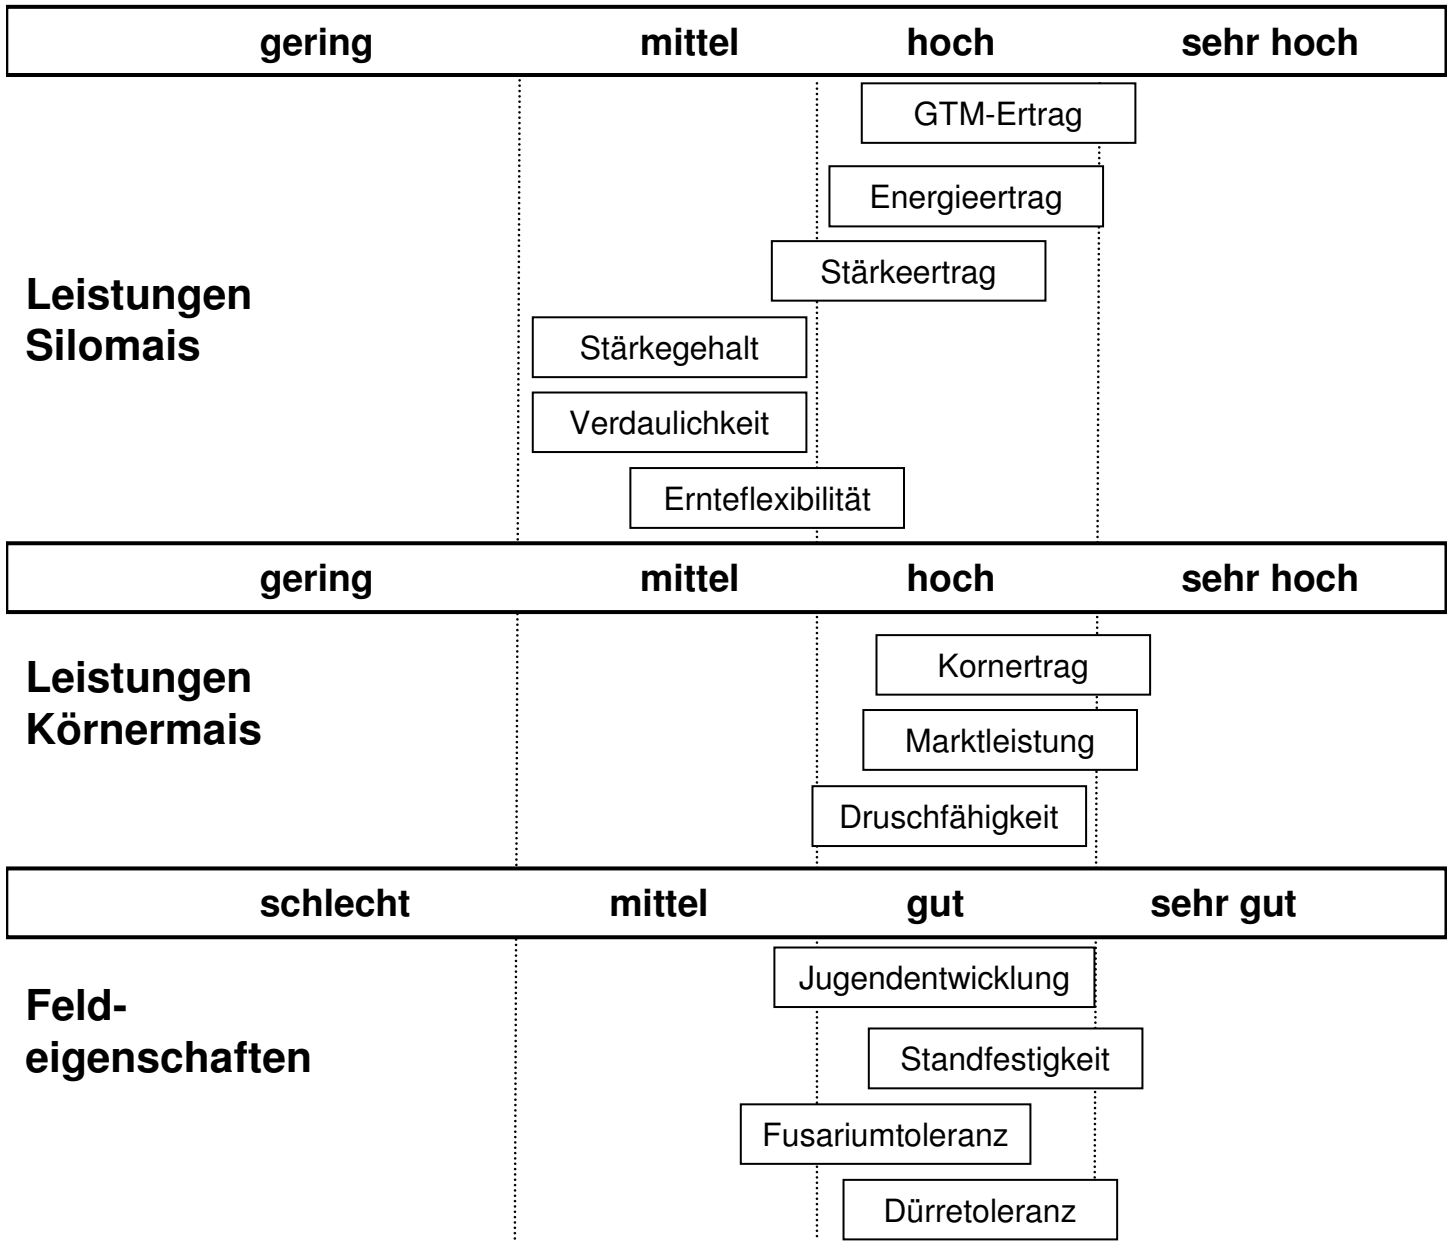 gering mittel hoch sehr hoch
GTM-Ertrag
Energieertrag
Stärkeertrag
Leistungen
Silomais
Stärkegehalt
Verdaulichkeit
Ernteflexibilität
gering mittel hoch sehr hoch
Leistungen
Körnermais
Kornertrag
Marktleistung
Druschfähigkeit
schlecht mittel gut sehr gut
Feld-
eigenschaften
Jugendentwicklung
Standfestigkeit
Fusariumtoleranz
Dürretoleranz